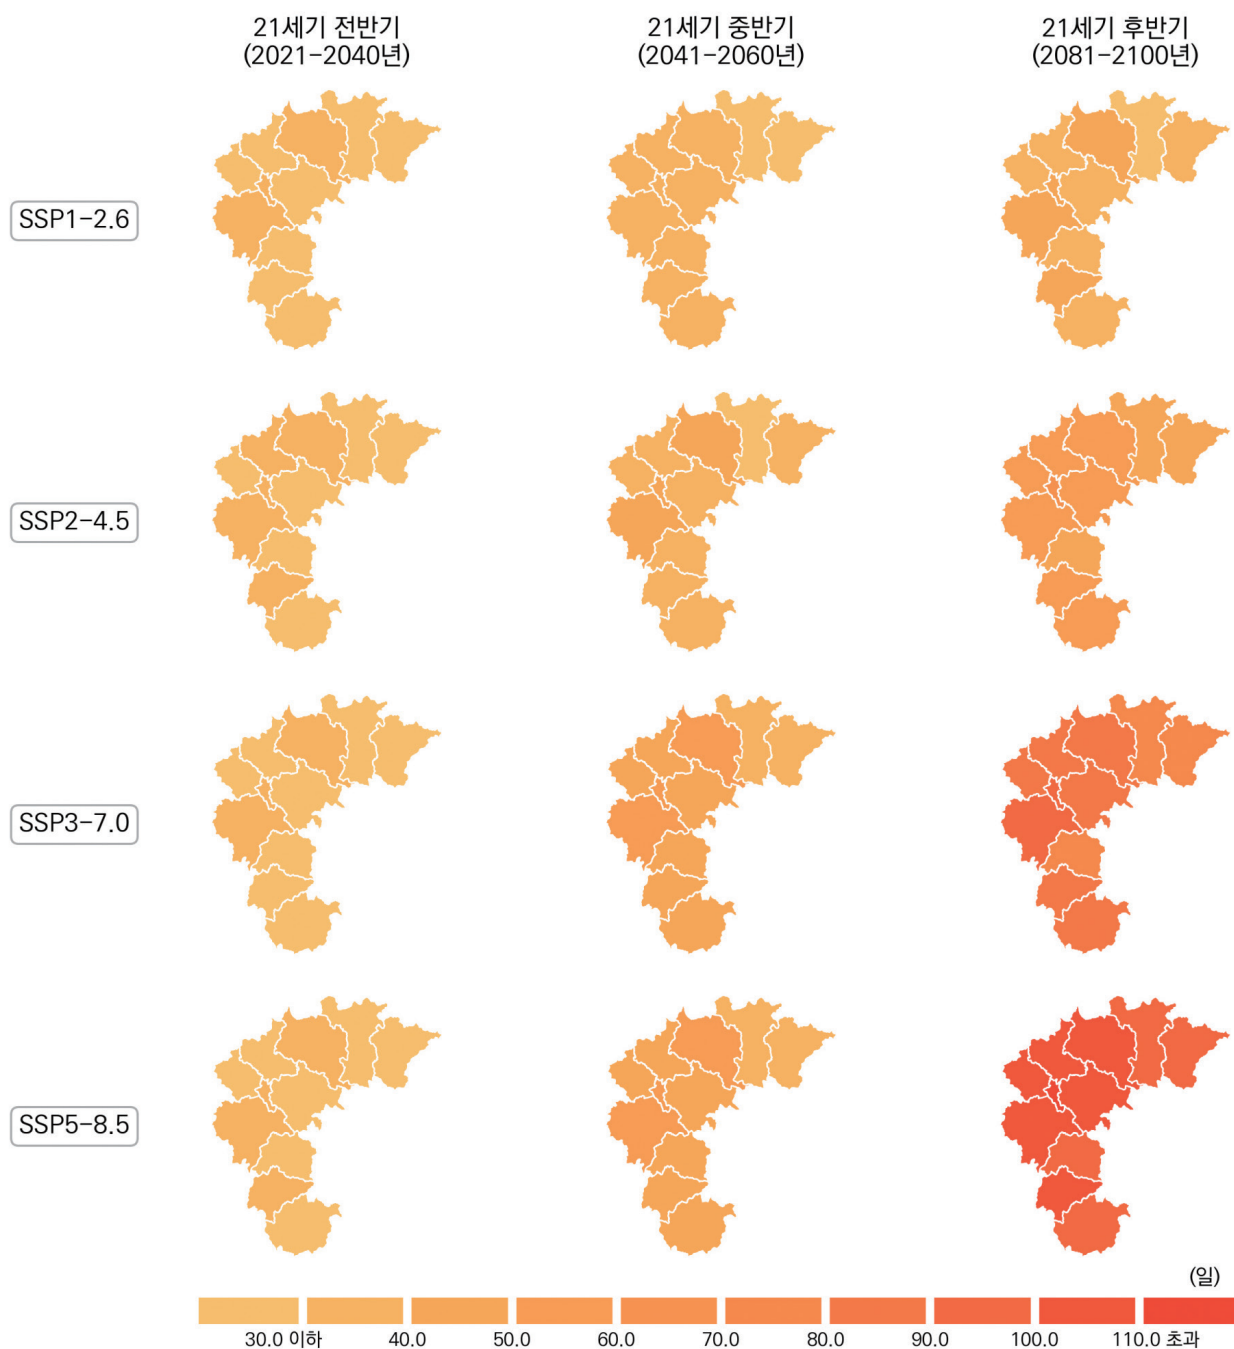 21세기 전반기
(2021-2040년)
21세기 중반기
(2041-2060년)
21세기 후반기
(2081-2100년)
SSP1-2.6
SSP2-4.5
SSP3-7.0
SSP5-8.5
(일)
30.0 이하 40.0 50.0 60.0 70.0 80.0 90.0 100.0 110.0 초과